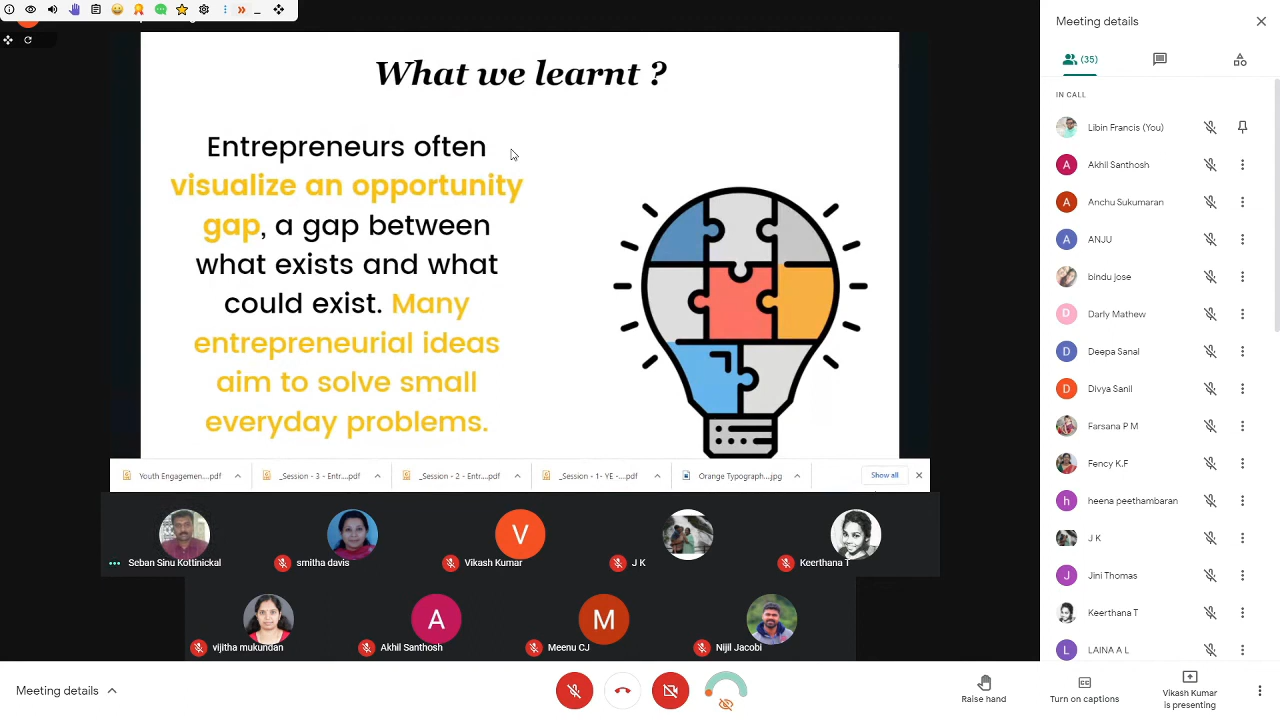 Meeting details
(35)
What we learnt ?
Entrepreneurs often
visualize an opportunity
gap, a gap between
what exists and what
could exist. Many
entrepreneurial ideas
aim to solve small
everyday problems.
Youth Engagemen....pdf
_Session - 3 - Entr....pdf
_Session - 2 - Entr....pdf
_Session - 1- YE -....pdf
Orange Typograph....jpg
Show all
Seban Sinu Kottinickal
smitha davis
V
Vikash Kumar
J K
Keerthana T
vijitha mukundan
A
Akhil Santhosh
M
Meenu CJ
Nijil Jacobi
IN CALL
Libin Francis (You)
A Akhil Santhosh
A Anchu Sukumaran
A ANJU
bindu jose
D Darly Mathew
D Deepa Sanal
D Divya Sanil
Farsana P M
Fency K.F
h heena peethambaran
J K
J Jini Thomas
Keerthana T
L LAINA A L
Meeting details
Raise hand
Turn on captions
Vikash Kumar
is presenting